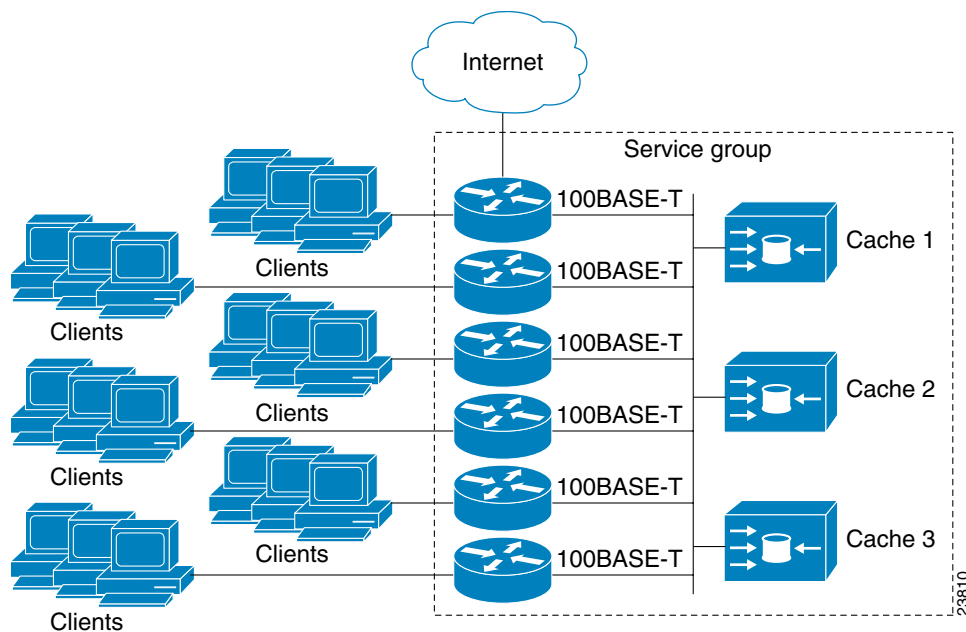 Internet
Service group
100BASE-T
Cache 1
Clients
100BASE-T
Clients
100BASE-T
Cache 2
Clients
100BASE-T
Clients
100BASE-T
Cache 3
Clients
100BASE-T
Clients
23810